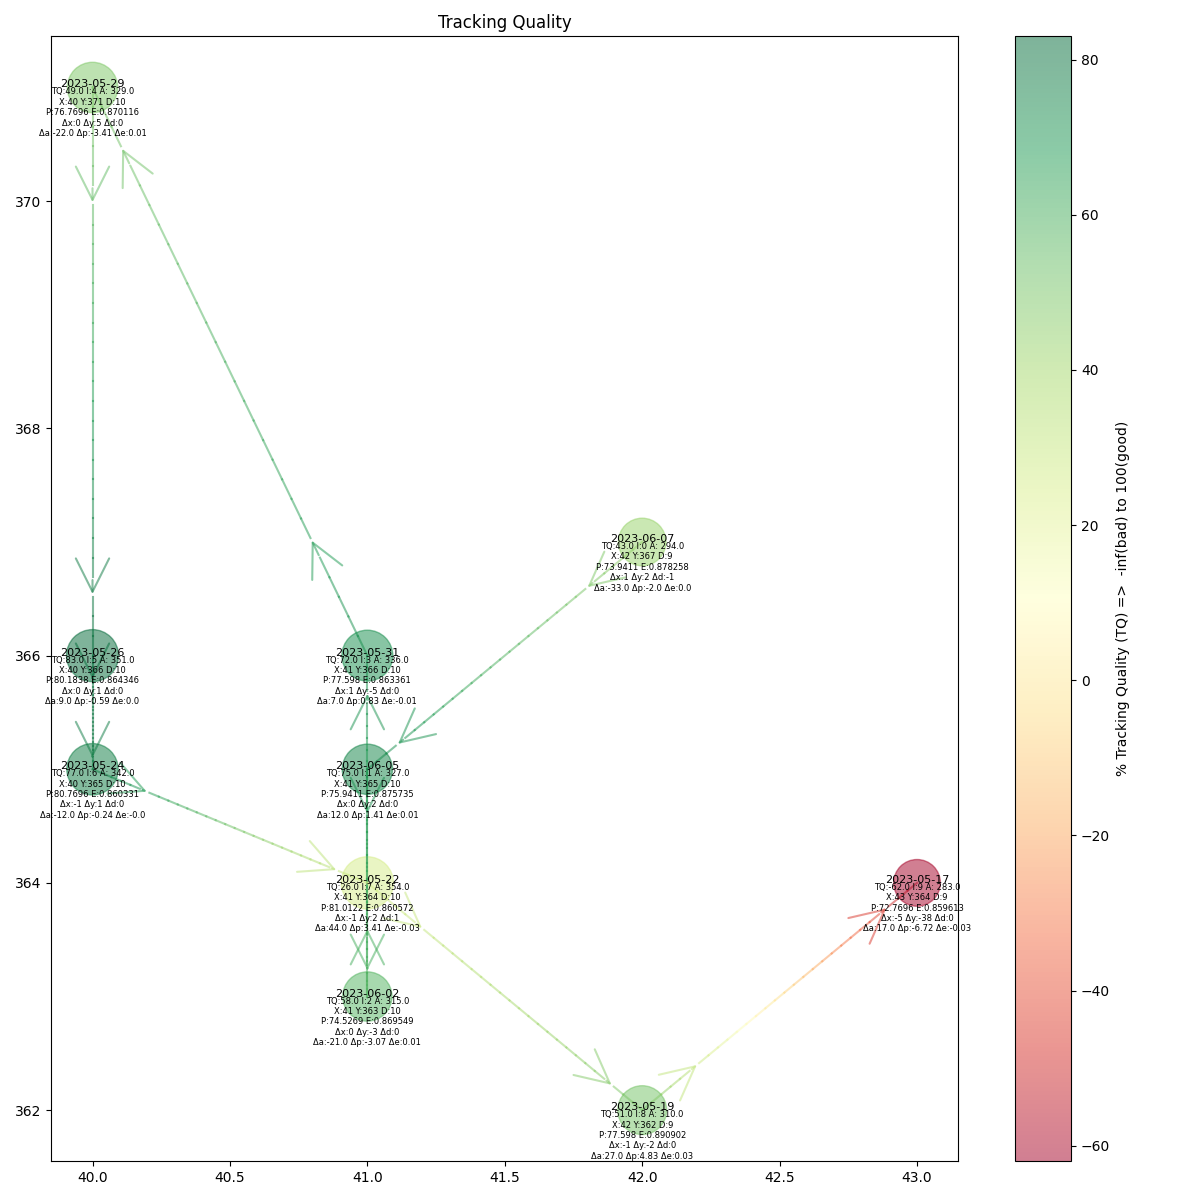 Tracking Quality
2023-05-29
TQ:49.0 I:4 A: 329.0
X:40 Y:371 D:10
P:76.7696 E:0.870116
Δx:0 Δy:5 Δd:0
Δa:-22.0 Δp:-3.41 Δe:0.01
2023-06-07
TQ:43.0 I:0 A: 294.0
X:42 Y:367 D:9
P:73.9411 E:0.878258
Δx:1 Δy:2 Δd:-1
Δa:-33.0 Δp:-2.0 Δe:0.0
2023-05-26
TQ:83.0 I:5 A: 351.0
X:40 Y:366 D:10
P:80.1838 E:0.864346
Δx:0 Δy:1 Δd:0
Δa:9.0 Δp:-0.59 Δe:0.0
2023-05-31
TQ:72.0 I:3 A: 336.0
X:41 Y:366 D:10
P:77.598 E:0.863361
Δx:1 Δy:-5 Δd:0
Δa:7.0 Δp:0.83 Δe:-0.01
2023-05-24
TQ:77.0 I:6 A: 342.0
X:40 Y:365 D:10
P:80.7696 E:0.860331
Δx:-1 Δy:1 Δd:0
Δa:-12.0 Δp:-0.24 Δe:-0.0
2023-06-05
TQ:75.0 I:1 A: 327.0
X:41 Y:365 D:10
P:75.9411 E:0.875735
Δx:0 Δy:2 Δd:0
Δa:12.0 Δp:1.41 Δe:0.01
2023-05-22
TQ:26.0 I:7 A: 354.0
X:41 Y:364 D:10
P:81.0122 E:0.860572
Δx:-1 Δy:2 Δd:1
Δa:44.0 Δp:3.41 Δe:-0.03
2023-05-17
TQ:-62.0 I:9 A: 283.0
X:43 Y:364 D:9
P:72.7696 E:0.859613
Δx:-5 Δy:-38 Δd:0
Δa:17.0 Δp:-6.72 Δe:-0.03
2023-06-02
TQ:58.0 I:2 A: 315.0
X:41 Y:363 D:10
P:74.5269 E:0.869549
Δx:0 Δy:-3 Δd:0
Δa:-21.0 Δp:-3.07 Δe:0.01
2023-05-19
TQ:51.0 I:8 A: 310.0
X:42 Y:362 D:9
P:77.598 E:0.890902
Δx:-1 Δy:-2 Δd:0
Δa:27.0 Δp:4.83 Δe:0.03
370
368
366
364
362
40.0
40.5
41.0
41.5
42.0
42.5
43.0
80
60
40
20
0
−20
−40
−60
% Tracking Quality (TQ) => -inf(bad) to 100(good)